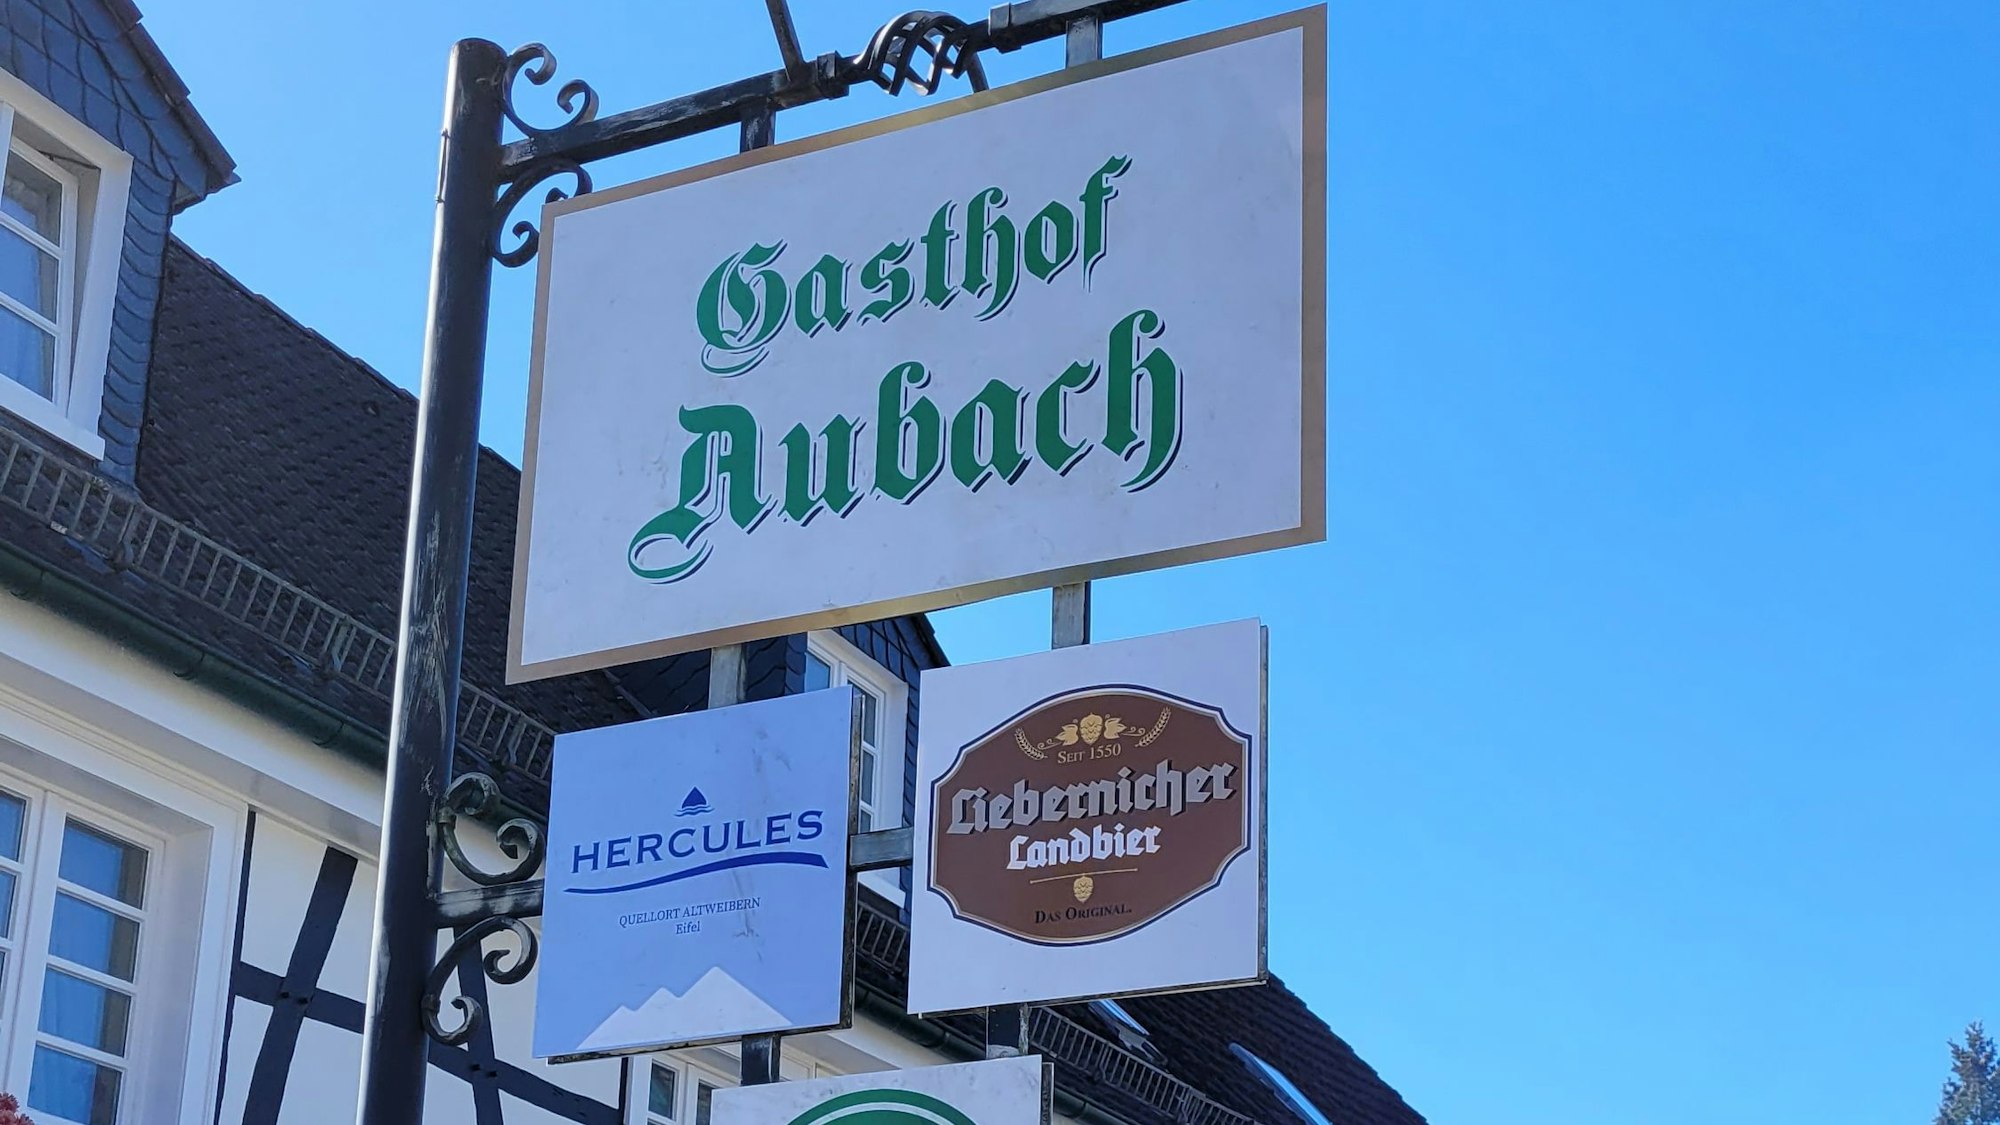 Gasthof
Aubach
HERCULES
QUELLORT ALTWEIBERN
Eifel
SEIT 1550
Liebernicher
Landbier
DAS ORIGINAL.